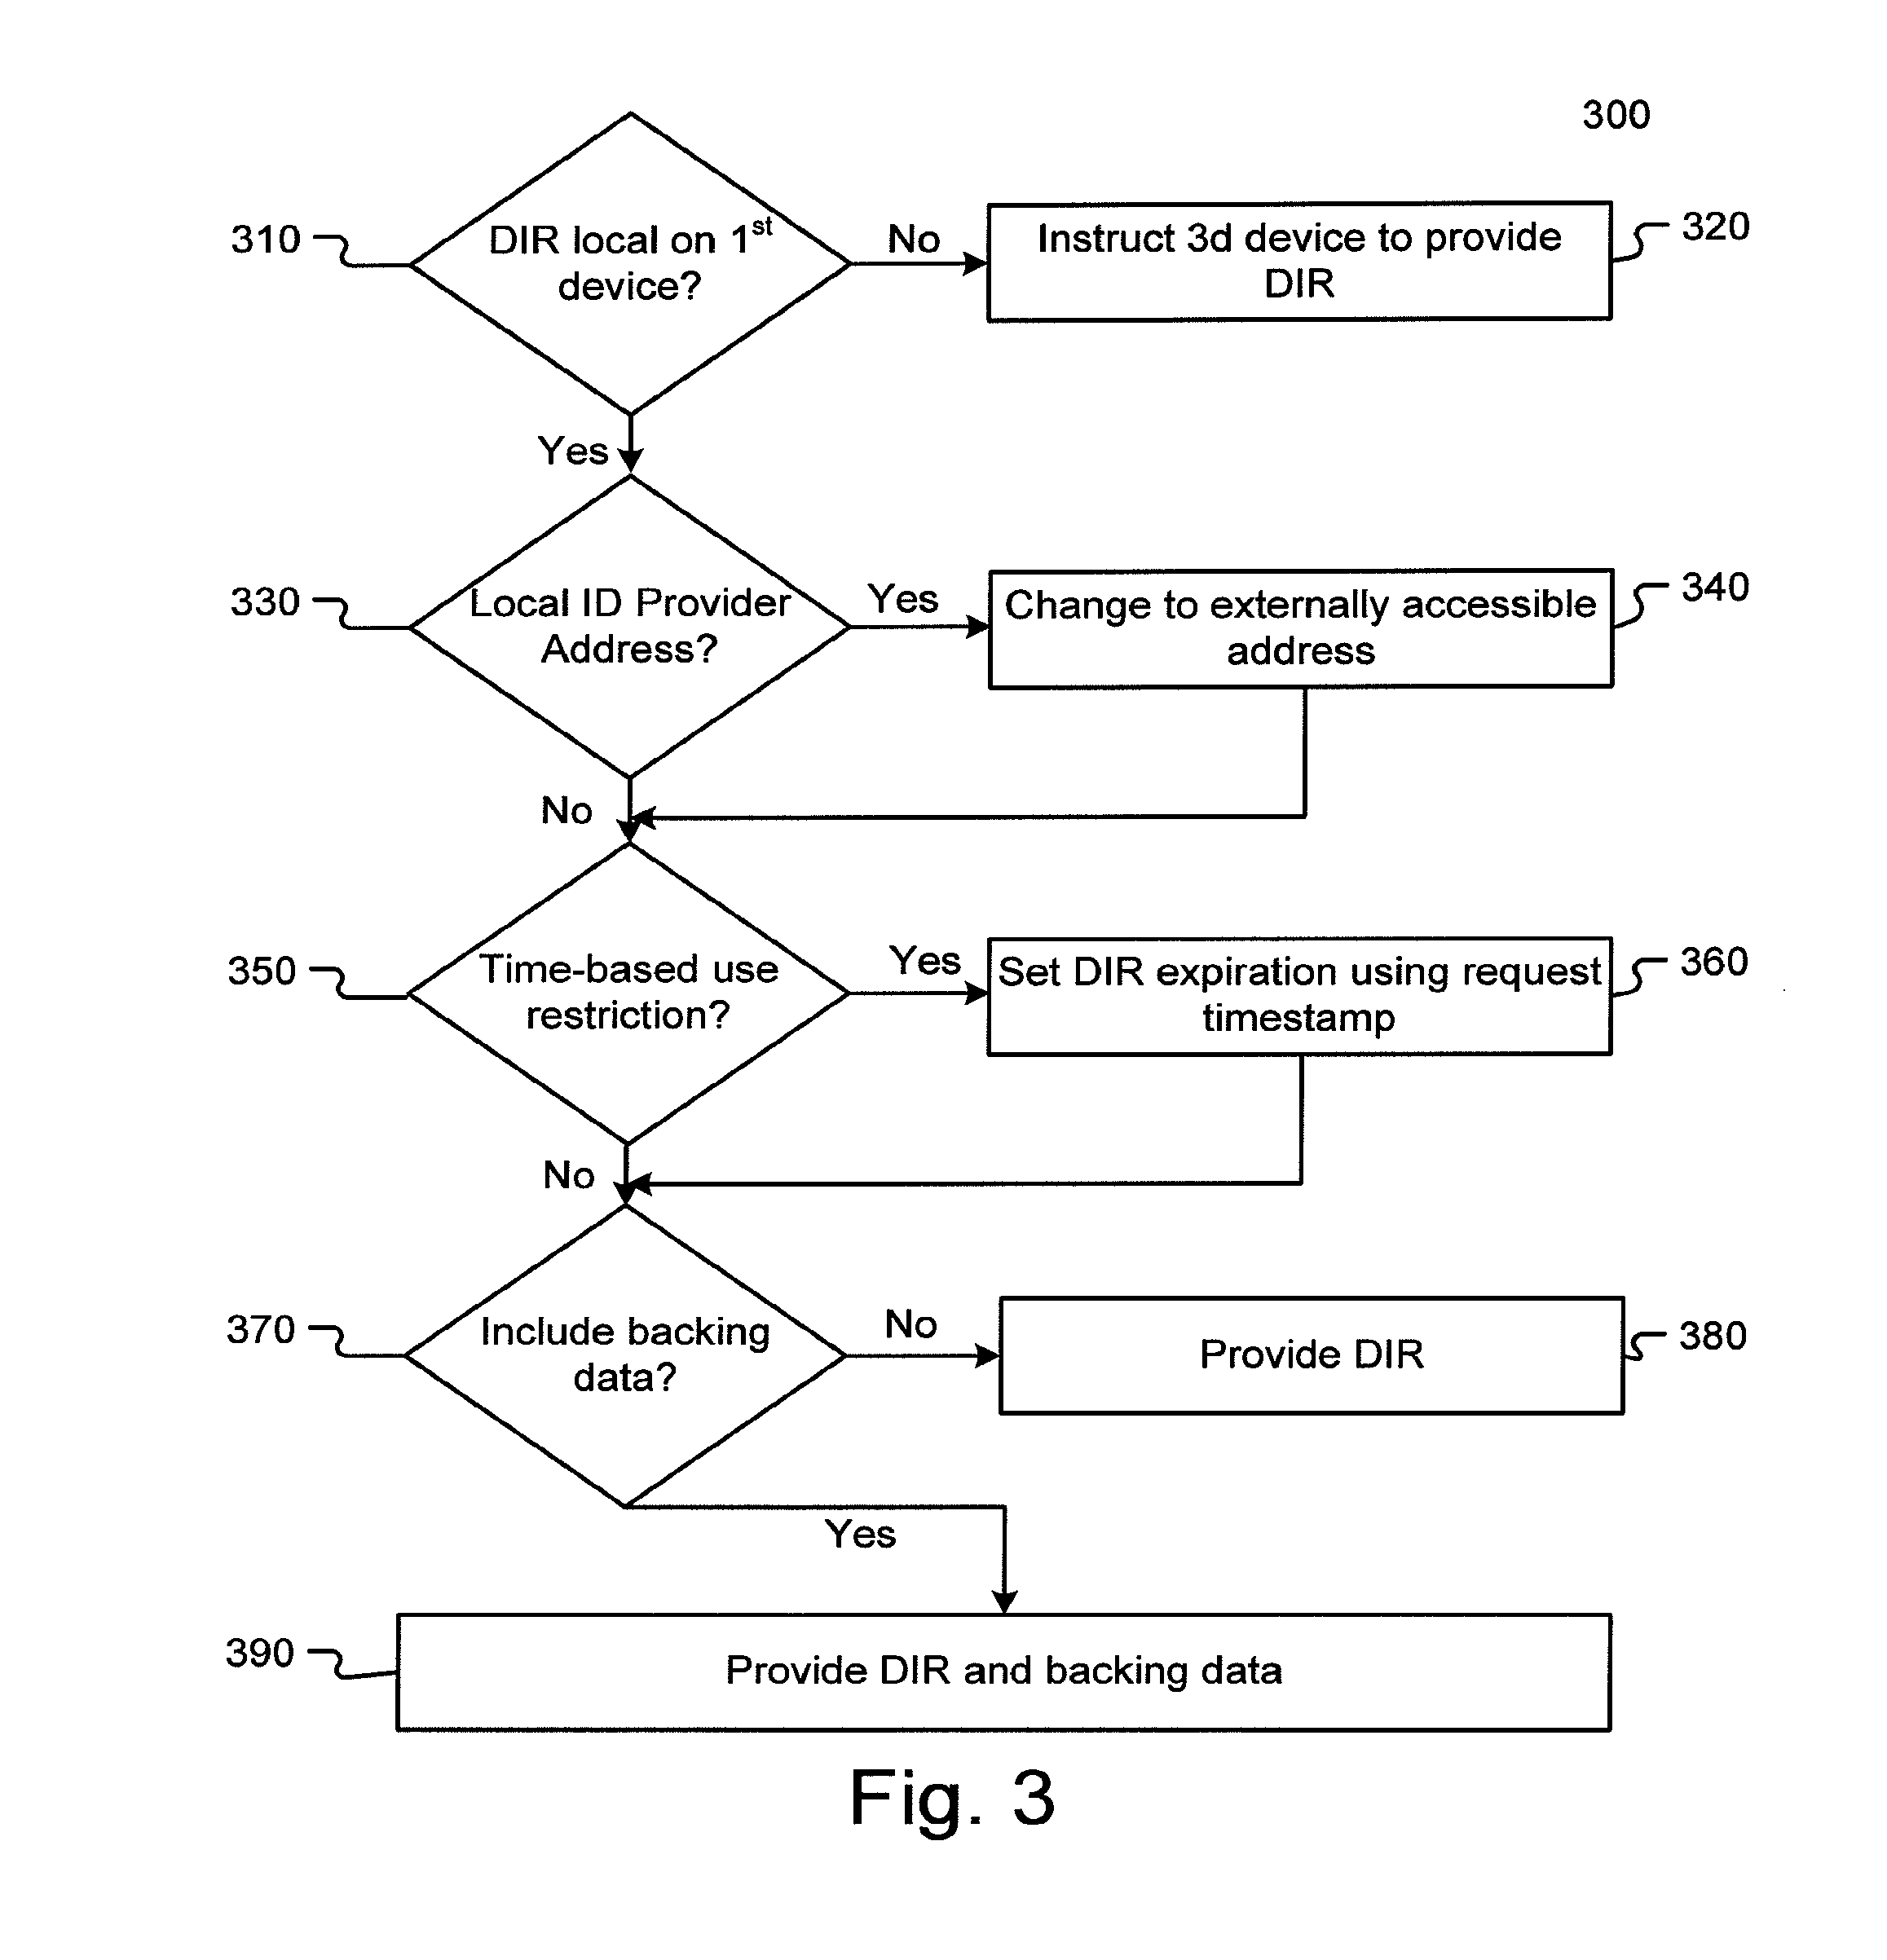 300
310
DIR local on 1st
device?
No
Instruct 3d device to provide
DIR
320
Yes
330
Local ID Provider
Address?
Yes
Change to externally accessible
address
340
No
350
Time-based use
restriction?
Yes
Set DIR expiration using request
timestamp
360
No
370
Include backing
data?
No
Provide DIR
380
Yes
390
Provide DIR and backing data
Fig. 3